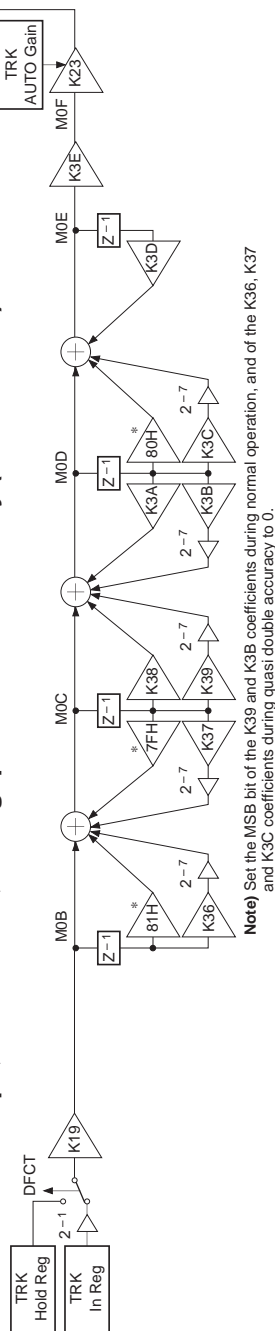 TRK
Hold Reg
TRK
In Reg
2 – 1
DFCT
K19
M0B
Z – 1
81H
*
K36
2 – 7
7FH
*
K37
2 – 7
M0C
Z – 1
K38
K39
2 – 7
K3A
K3B
2 – 7
M0D
Z – 1
80H
*
K3C
2 – 7
M0E
Z – 1
K3D
K3E
M0F
K23
TRK
AUTO Gain
Note) Set the MSB bit of the K39 and K3B coefficients during normal operation, and of the K36, K37
and K3C coefficients during quasi double accuracy to 0.